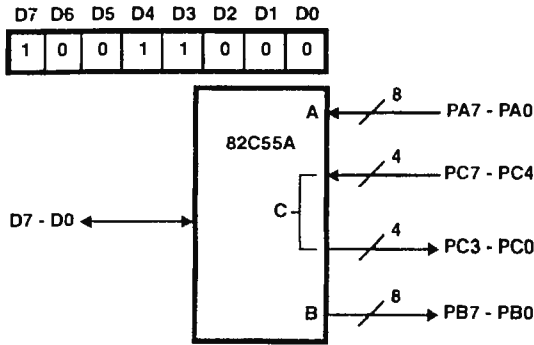 D7 D6 D5 D4 D3 D2 D1 D0
1 0 0 1 1 0 0 0
A
8
PA7 - PA0
82C55A
4
PC7 - PC4
C
D7 - D0
4
PC3 - PC0
B
8
PB7 - PB0